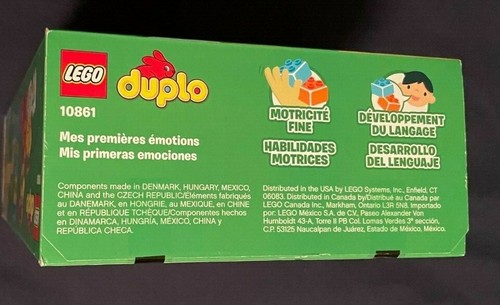 LEGO
duplo
10861
Mes premières émotions
Mis primeras emociones
MOTRICITÉ
FINE
HABILIDADES
MOTRICES
DÉVELOPPEMENT
DU LANGAGE
DESARROLLO
DEL LENGUAJE
Components made in DENMARK, HUNGARY, MEXICO,
CHINA and the CZECH REPUBLIC/Éléments fabriqués
au DANEMARK, en HONGRIE, au MEXIQUE, en CHINE
et en RÉPUBLIQUE TCHÈQUE/Componentes hechos
en DINAMARCA, HUNGRÍA, MÉXICO, CHINA y
REPÚBLICA CHECA.
Distributed in the USA by LEGO Systems, Inc., Enfield, CT
06083. Distributed in Canada by/Distribué au Canada par
LEGO Canada Inc., Markham, Ontario L3R 5N8. Importado
por: LEGO México S.A. de C.V., Paseo Alexander Von
Humboldt 43-A, Torre II PB Col. Lomas Verdes 3ª sección,
C.P. 53125 Naucalpan de Juárez, Estado de México, México.